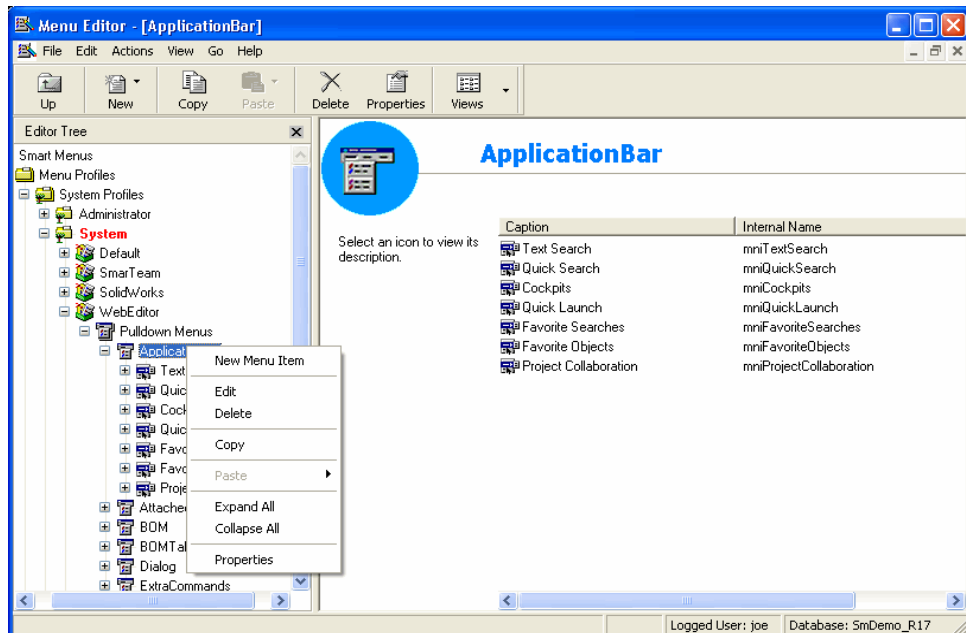 Menu Editor - [ApplicationBar]
File Edit Actions View Go Help
Up New Copy Paste Delete Properties Views
Editor Tree
Smart Menus
Menu Profiles
System Profiles
Administrator
System
Default
SmarTeam
SolidWorks
WebEditor
Pulldown Menus
Applicat
Text
Quic
Cock
Quic
Favo
Favo
Proje
Attache
BOM
BOMTal
Dialog
ExtraCommands
New Menu Item
Edit
Delete
Copy
Paste
Expand All
Collapse All
Properties
ApplicationBar
Select an icon to view its
description.
Caption Internal Name
Text Search mniTextSearch
Quick Search mniQuickSearch
Cockpits mniCockpits
Quick Launch mniQuickLaunch
Favorite Searches mniFavoriteSearches
Favorite Objects mniFavoriteObjects
Project Collaboration mniProjectCollaboration
Logged User: joe Database: SmDemo_R17